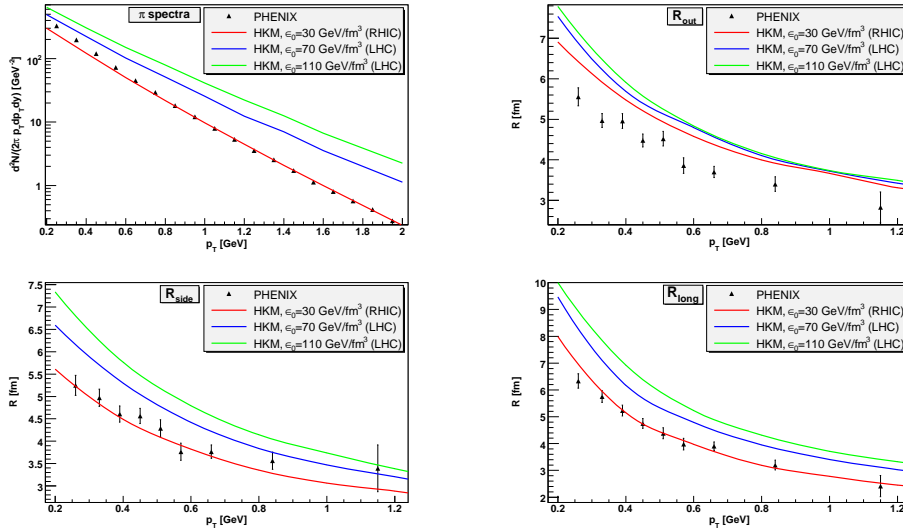 π spectra
PHENIX
HKM, ε₀=30 GeV/fm³ (RHIC)
HKM, ε₀=70 GeV/fm³ (LHC)
HKM, ε₀=110 GeV/fm³ (LHC)
d²N/(2π p_T dp_T dy) [GeV⁻²]
10²
10
1
0.2 0.4 0.6 0.8 1 1.2 1.4 1.6 1.8 2
p_T [GeV]
R_out
PHENIX
HKM, ε₀=30 GeV/fm³ (RHIC)
HKM, ε₀=70 GeV/fm³ (LHC)
HKM, ε₀=110 GeV/fm³ (LHC)
R [fm]
7
6
5
4
3
0.2 0.4 0.6 0.8 1 1.2
p_T [GeV]
R_side
PHENIX
HKM, ε₀=30 GeV/fm³ (RHIC)
HKM, ε₀=70 GeV/fm³ (LHC)
HKM, ε₀=110 GeV/fm³ (LHC)
R [fm]
7.5
7
6.5
6
5.5
5
4.5
4
3.5
3
0.2 0.4 0.6 0.8 1 1.2
p_T [GeV]
R_long
PHENIX
HKM, ε₀=30 GeV/fm³ (RHIC)
HKM, ε₀=70 GeV/fm³ (LHC)
HKM, ε₀=110 GeV/fm³ (LHC)
R [fm]
10
9
8
7
6
5
4
3
2
0.2 0.4 0.6 0.8 1 1.2
p_T [GeV]